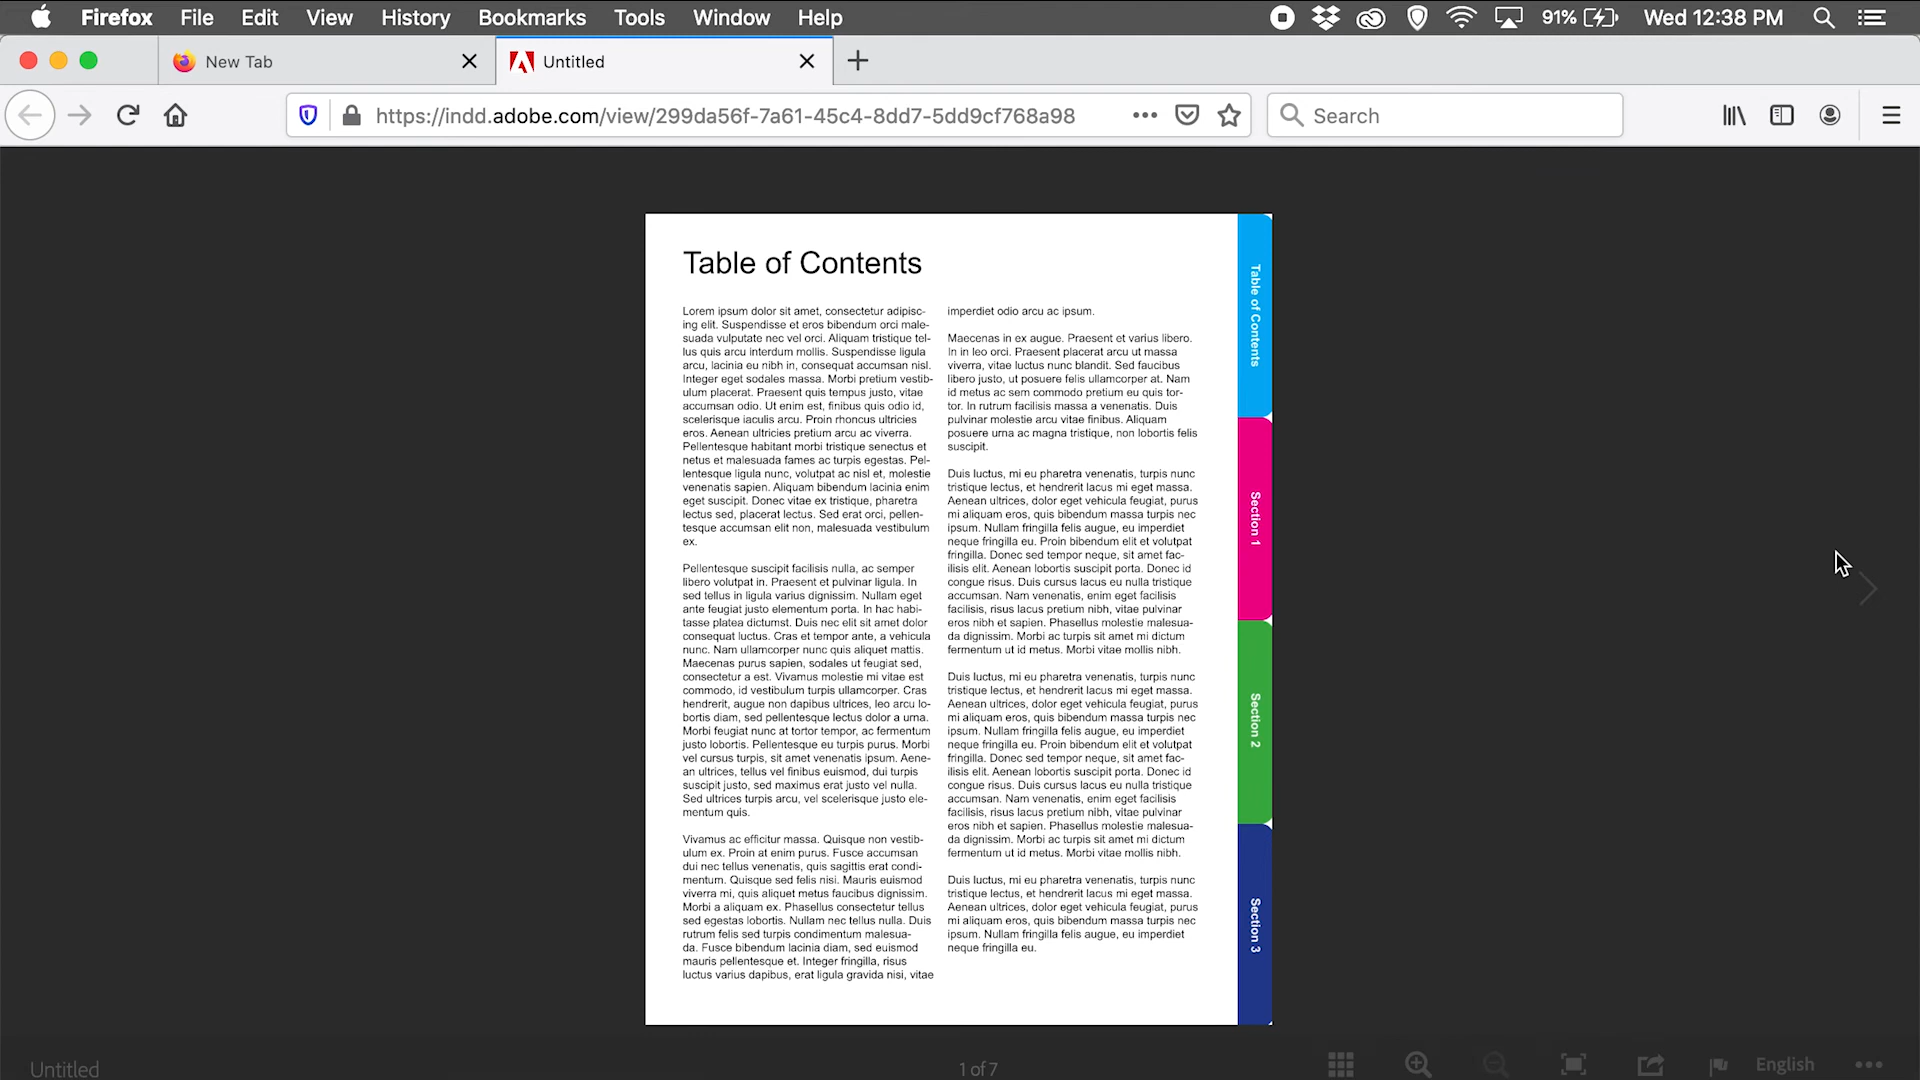 Firefox File Edit View History Bookmarks Tools Window Help 91% Wed 12:38 PM
New Tab Untitled
https://indd.adobe.com/view/299da56f-7a61-45c4-8dd7-5dd9cf768a98 Search
Table of Contents
Lorem ipsum dolor sit amet, consectetur adipisc-
ing elit. Suspendisse et eros bibendum orci male-
suada vulputate nec vel orci. Aliquam tristique tel-
lus quis arcu interdum mollis. Suspendisse ligula
arcu, lacinia eu nibh in, consequat accumsan nisl.
Integer eget sodales massa. Morbi pretium vestib-
ulum placerat. Praesent quis tempus justo, vitae
accumsan odio. Ut enim est, finibus quis odio id,
scelerisque iaculis arcu. Proin rhoncus ultricies
eros. Aenean ultricies pretium arcu ac viverra.
Pellentesque habitant morbi tristique senectus et
netus et malesuada fames ac turpis egestas. Pel-
lentesque ligula nunc, volutpat ac nisl et, molestie
venenatis sapien. Aliquam bibendum lacinia enim
eget suscipit. Donec vitae ex tristique, pharetra
lectus sed, placerat lectus. Sed erat orci, pellen-
tesque accumsan elit non, malesuada vestibulum
ex.
Pellentesque suscipit facilisis nulla, ac semper
libero volutpat in. Praesent et pulvinar ligula. In
sed tellus in ligula varius dignissim. Nullam eget
ante feugiat justo elementum porta. In hac habi-
tasse platea dictumst. Duis nec elit sit amet dolor
consequat luctus. Cras et tempor ante, a vehicula
nunc. Nam ullamcorper nunc quis aliquet mattis.
Maecenas purus sapien, sodales ut feugiat sed,
consectetur a est. Vivamus molestie mi vitae est
commodo, id vestibulum turpis ullamcorper. Cras
hendrerit, augue non dapibus ultrices, leo arcu lo-
bortis diam, sed pellentesque lectus dolor a urna.
Morbi feugiat nunc at tortor tempor, ac fermentum
justo lobortis. Pellentesque eu turpis purus. Morbi
vel cursus turpis, sit amet venenatis ipsum. Aene-
an ultrices, tellus vel finibus euismod, dui turpis
suscipit justo, sed maximus erat justo vel nulla.
Sed ultrices turpis arcu, vel scelerisque justo ele-
mentum quis.
Vivamus ac efficitur massa. Quisque non vestib-
ulum ex. Proin at enim purus. Fusce accumsan
dui nec tellus venenatis, quis sagittis erat condi-
mentum. Quisque sed felis nisi. Mauris euismod
viverra mi, quis aliquet metus faucibus dignissim.
Morbi a aliquam ex. Phasellus consectetur tellus
sed egestas lobortis. Nullam nec tellus nulla. Duis
rutrum felis sed turpis condimentum malesua-
da. Fusce bibendum lacinia diam, sed euismod
mauris pellentesque et. Integer fringilla, risus
luctus varius dapibus, erat ligula gravida nisi, vitae
imperdiet odio arcu ac ipsum.
Maecenas in ex augue. Praesent et varius libero.
In in leo orci. Praesent placerat arcu ut massa
viverra, vitae luctus nunc blandit. Sed faucibus
libero justo, ut posuere felis ullamcorper at. Nam
id metus ac sem commodo pretium eu quis tor-
tor. In rutrum facilisis massa a venenatis. Duis
pulvinar molestie arcu vitae finibus. Aliquam
posuere urna ac magna tristique, non lobortis felis
suscipit.
Duis luctus, mi eu pharetra venenatis, turpis nunc
tristique lectus, et hendrerit lacus mi eget massa.
Aenean ultrices, dolor eget vehicula feugiat, purus
mi aliquam eros, quis bibendum massa turpis nec
ipsum. Nullam fringilla felis augue, eu imperdiet
neque fringilla eu. Proin bibendum elit et volutpat
fringilla. Donec sed tempor neque, sit amet fac-
ilisis elit. Aenean lobortis suscipit porta. Donec id
congue risus. Duis cursus lacus eu nulla tristique
accumsan. Nam venenatis, enim eget facilisis
facilisis, risus lacus pretium nibh, vitae pulvinar
eros nibh et sapien. Phasellus molestie malesua-
da dignissim. Morbi ac turpis sit amet mi dictum
fermentum ut id metus. Morbi vitae mollis nibh.
Duis luctus, mi eu pharetra venenatis, turpis nunc
tristique lectus, et hendrerit lacus mi eget massa.
Aenean ultrices, dolor eget vehicula feugiat, purus
mi aliquam eros, quis bibendum massa turpis nec
ipsum. Nullam fringilla felis augue, eu imperdiet
neque fringilla eu. Proin bibendum elit et volutpat
fringilla. Donec sed tempor neque, sit amet fac-
ilisis elit. Aenean lobortis suscipit porta. Donec id
congue risus. Duis cursus lacus eu nulla tristique
accumsan. Nam venenatis, enim eget facilisis
facilisis, risus lacus pretium nibh, vitae pulvinar
eros nibh et sapien. Phasellus molestie malesua-
da dignissim. Morbi ac turpis sit amet mi dictum
fermentum ut id metus. Morbi vitae mollis nibh.
Duis luctus, mi eu pharetra venenatis, turpis nunc
tristique lectus, et hendrerit lacus mi eget massa.
Aenean ultrices, dolor eget vehicula feugiat, purus
mi aliquam eros, quis bibendum massa turpis nec
ipsum. Nullam fringilla felis augue, eu imperdiet
neque fringilla eu.
Table of Contents
Section 1
Section 2
Section 3
Untitled 1 of 7 English